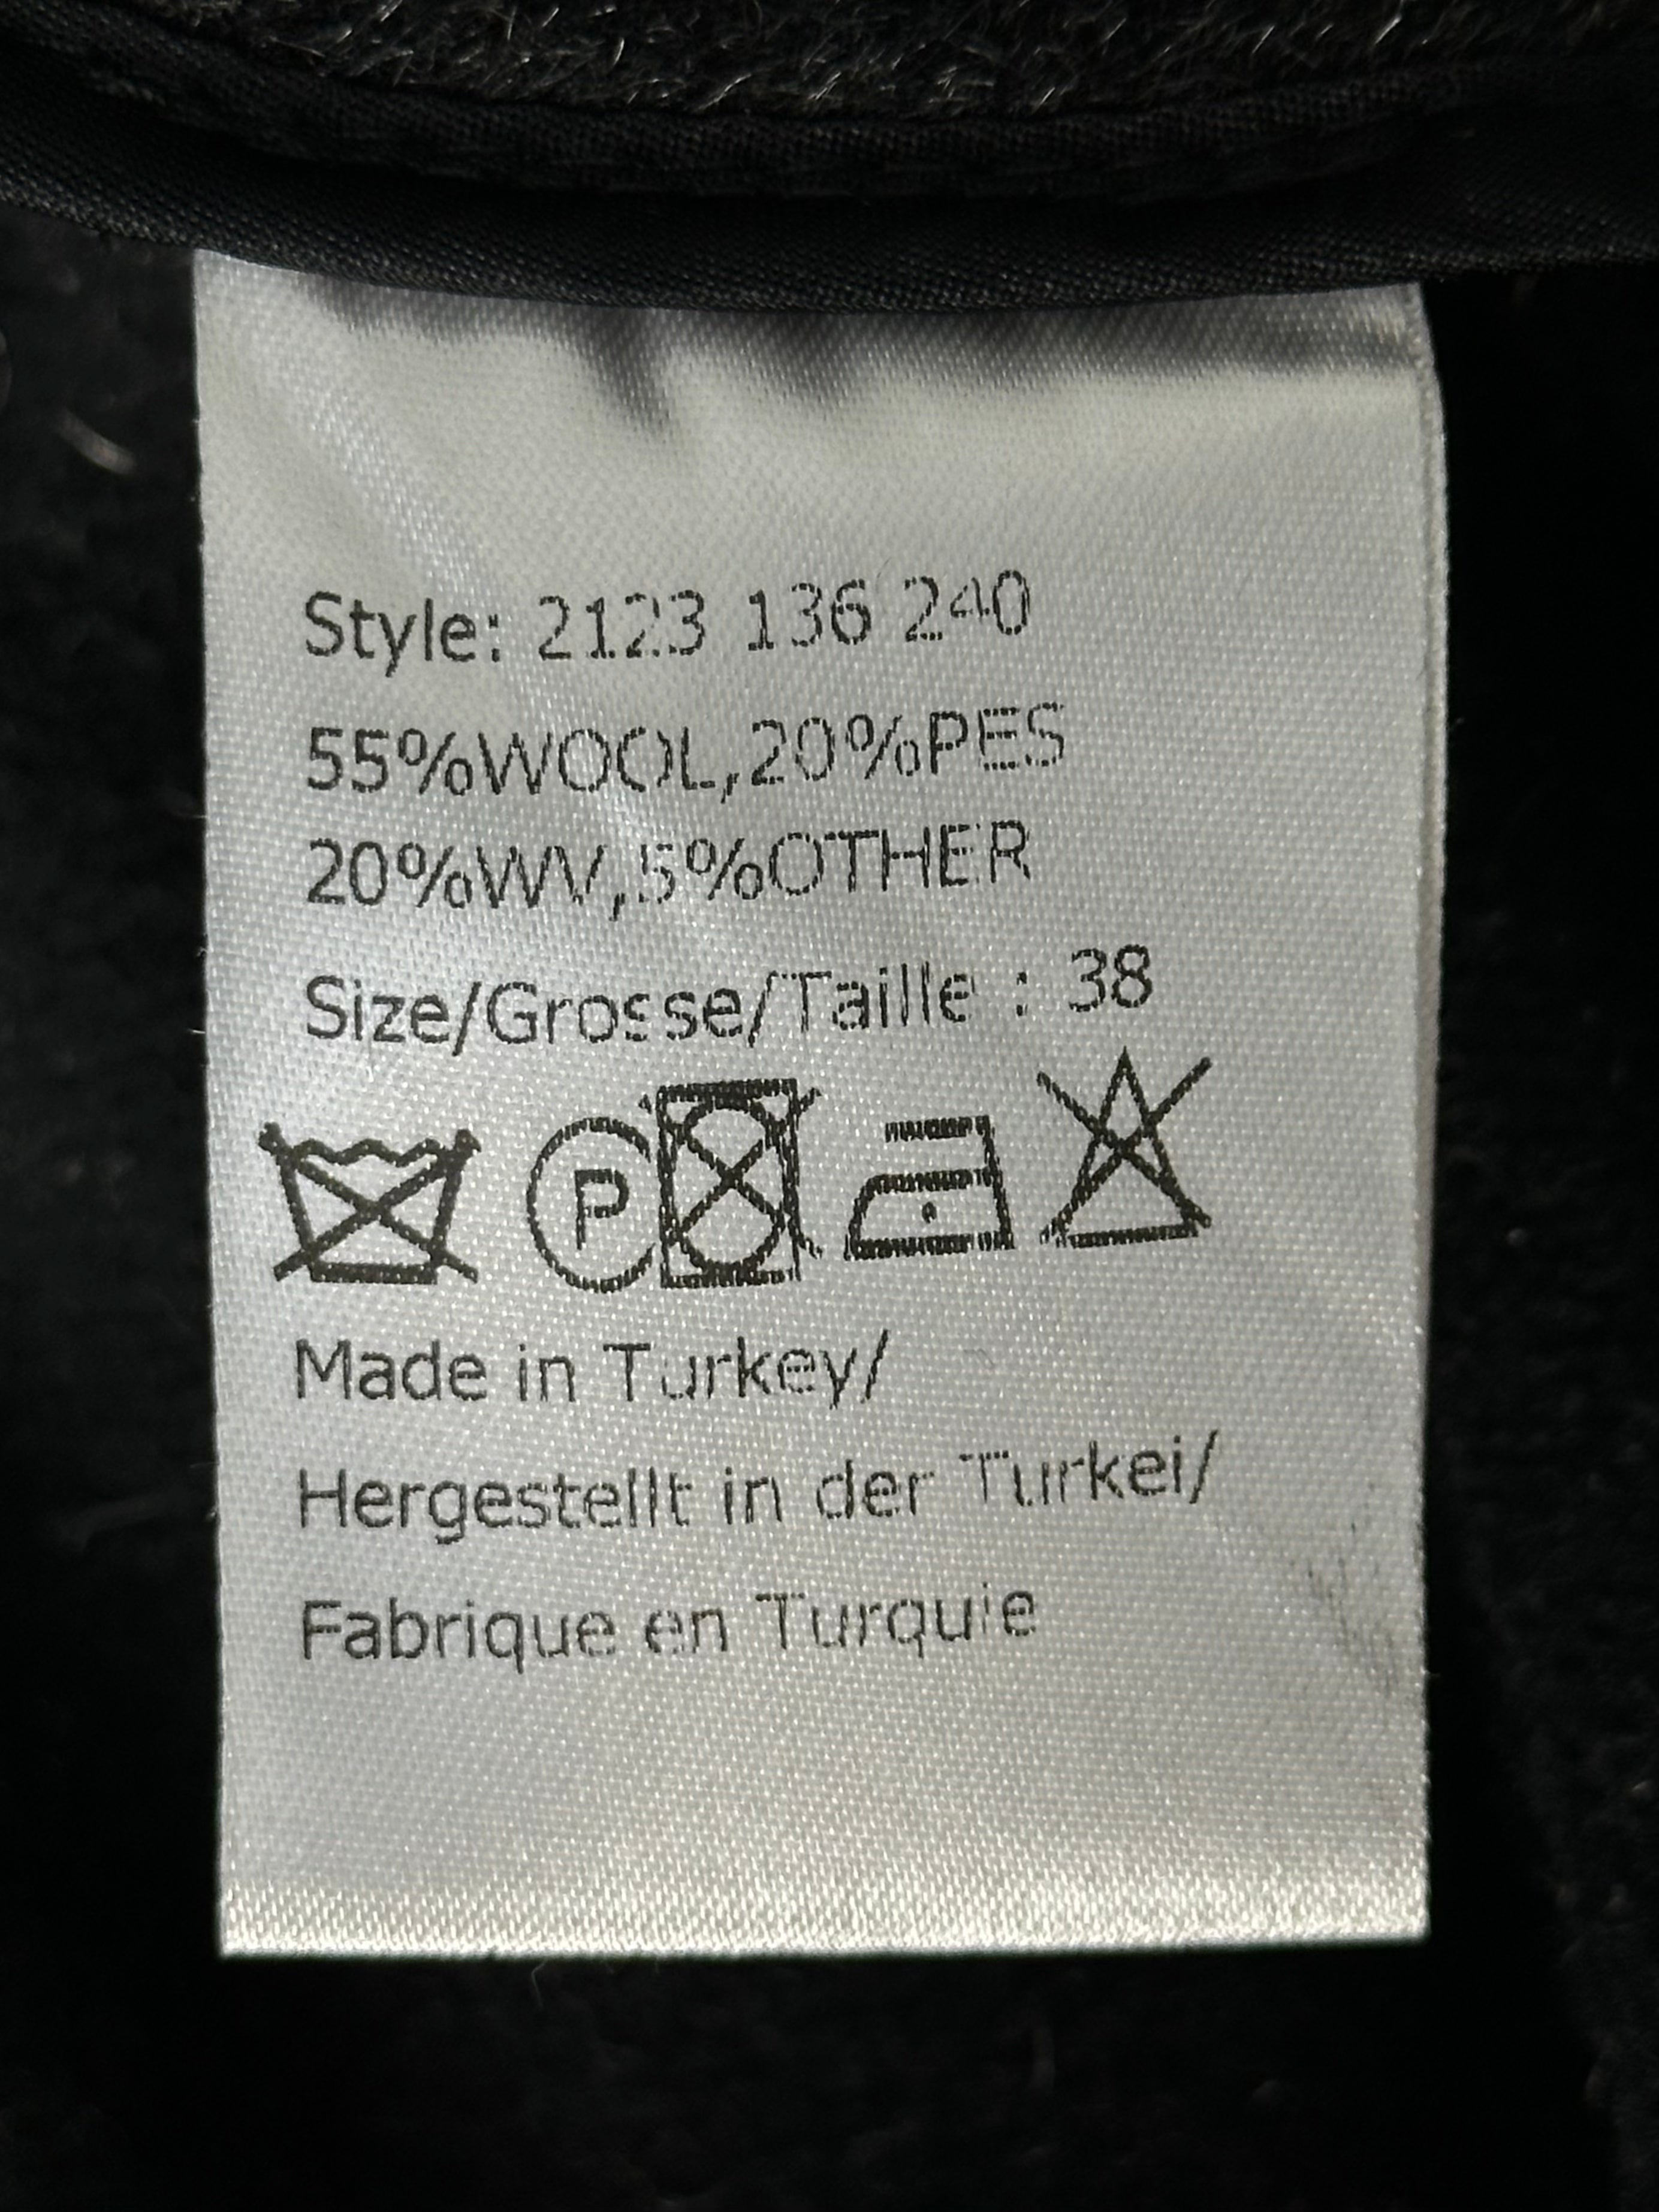 Style: 2123 136 240
55%WOOL,20%PES
20%WV,5%OTHER
Size/Grosse/Taille : 38
P
Made in Turkey/
Hergestellt in der Turkei/
Fabrique en Turquie